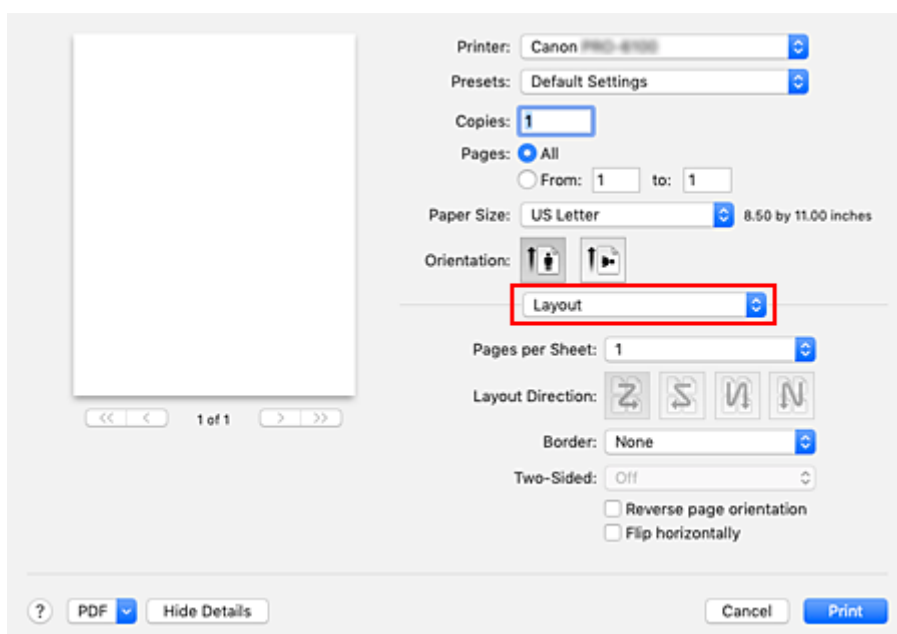 Printer: Canon
Presets: Default Settings
Copies: 1
Pages: All
From: 1 to: 1
Paper Size: US Letter 8.50 by 11.00 inches
Orientation:
Layout
Pages per Sheet: 1
Layout Direction:
Border: None
Two-Sided: Off
Reverse page orientation
Flip horizontally
<< < 1 of 1 > >>
? PDF Hide Details Cancel Print